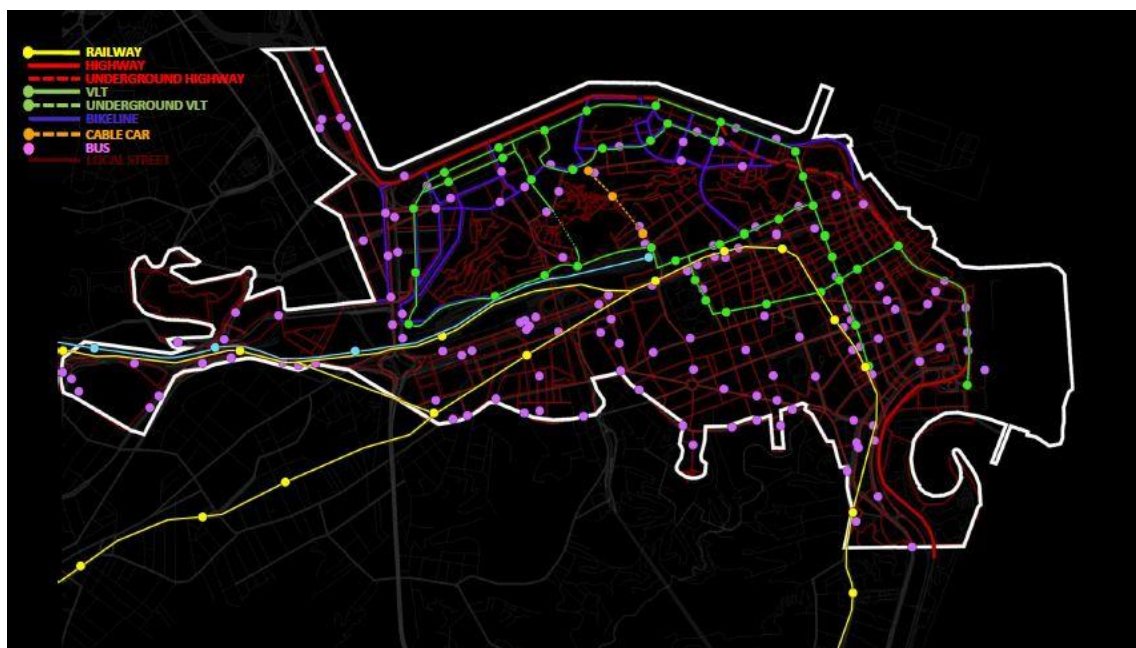 RAILWAY
HIGHWAY
UNDERGROUND HIGHWAY
VLT
UNDERGROUND VLT
BIKELINE
CABLE CAR
BUS
LOCAL STREET